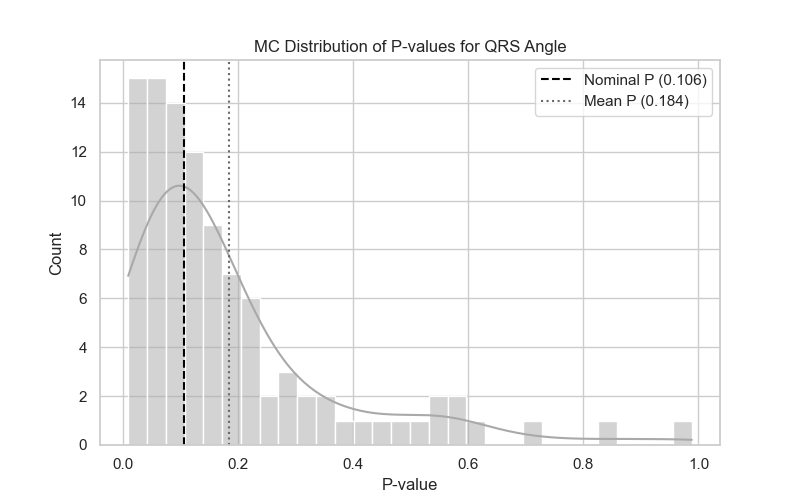 MC Distribution of P-values for QRS Angle
Nominal P (0.106)
Mean P (0.184)
Count
14
12
10
8
6
4
2
0
0.0 0.2 0.4 0.6 0.8 1.0
P-value